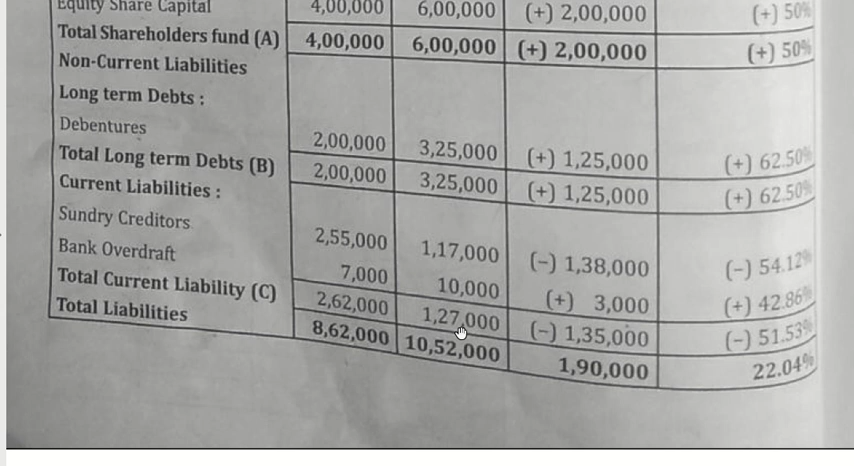 Equity Share Capital 4,00,000 6,00,000 (+) 2,00,000 (+) 50%
Total Shareholders fund (A) 4,00,000 6,00,000 (+) 2,00,000 (+) 50%
Non-Current Liabilities
Long term Debts :
Debentures 2,00,000 3,25,000 (+) 1,25,000 (+) 62.50%
Total Long term Debts (B) 2,00,000 3,25,000 (+) 1,25,000 (+) 62.50%
Current Liabilities :
Sundry Creditors 2,55,000 1,17,000 (-) 1,38,000 (-) 54.12%
Bank Overdraft 7,000 10,000 (+) 3,000 (+) 42.86%
Total Current Liability (C) 2,62,000 1,27,000 (-) 1,35,000 (-) 51.53%
Total Liabilities 8,62,000 10,52,000 1,90,000 22.04%